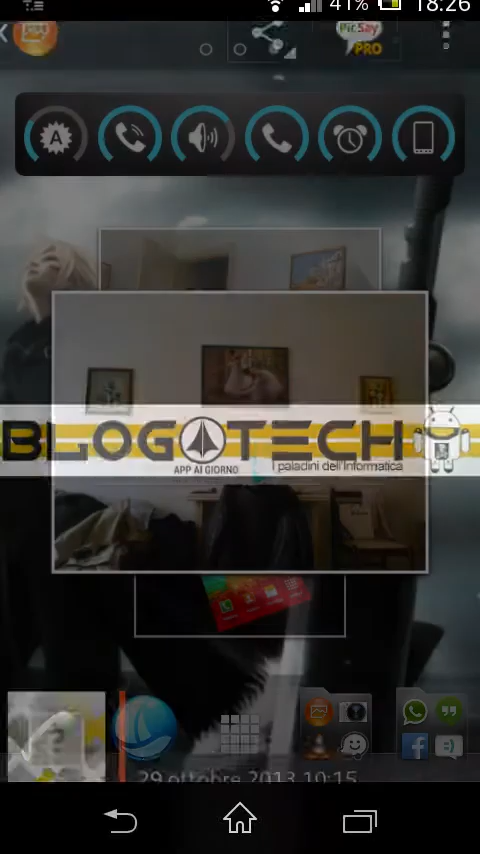 41% 18:26
PicSay
PRO
A
BLOGOTECH
APP AI GIORNO
I paladini dell'Informatica
29 ottobre 2013 10:15